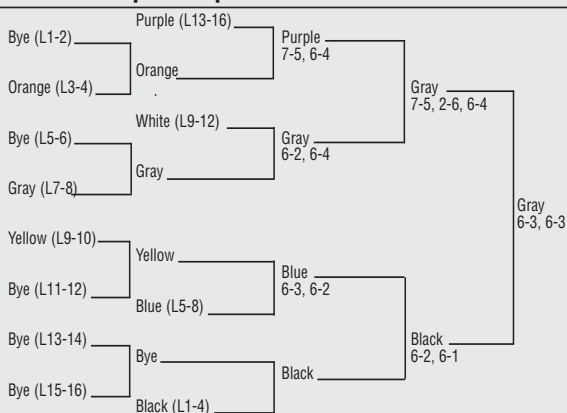 Bye (L1-2)
Orange (L3-4)
Bye (L5-6)
Gray (L7-8)
Yellow (L9-10)
Bye (L11-12)
Bye (L13-14)
Bye (L15-16)
Purple (L13-16)
Orange
.
White (L9-12)
Gray
Yellow
Blue (L5-8)
Bye
Black (L1-4)
Purple
7-5, 6-4
Gray
6-2, 6-4
Blue
6-3, 6-2
Black
Gray
7-5, 2-6, 6-4
Black
6-2, 6-1
Gray
6-3, 6-3